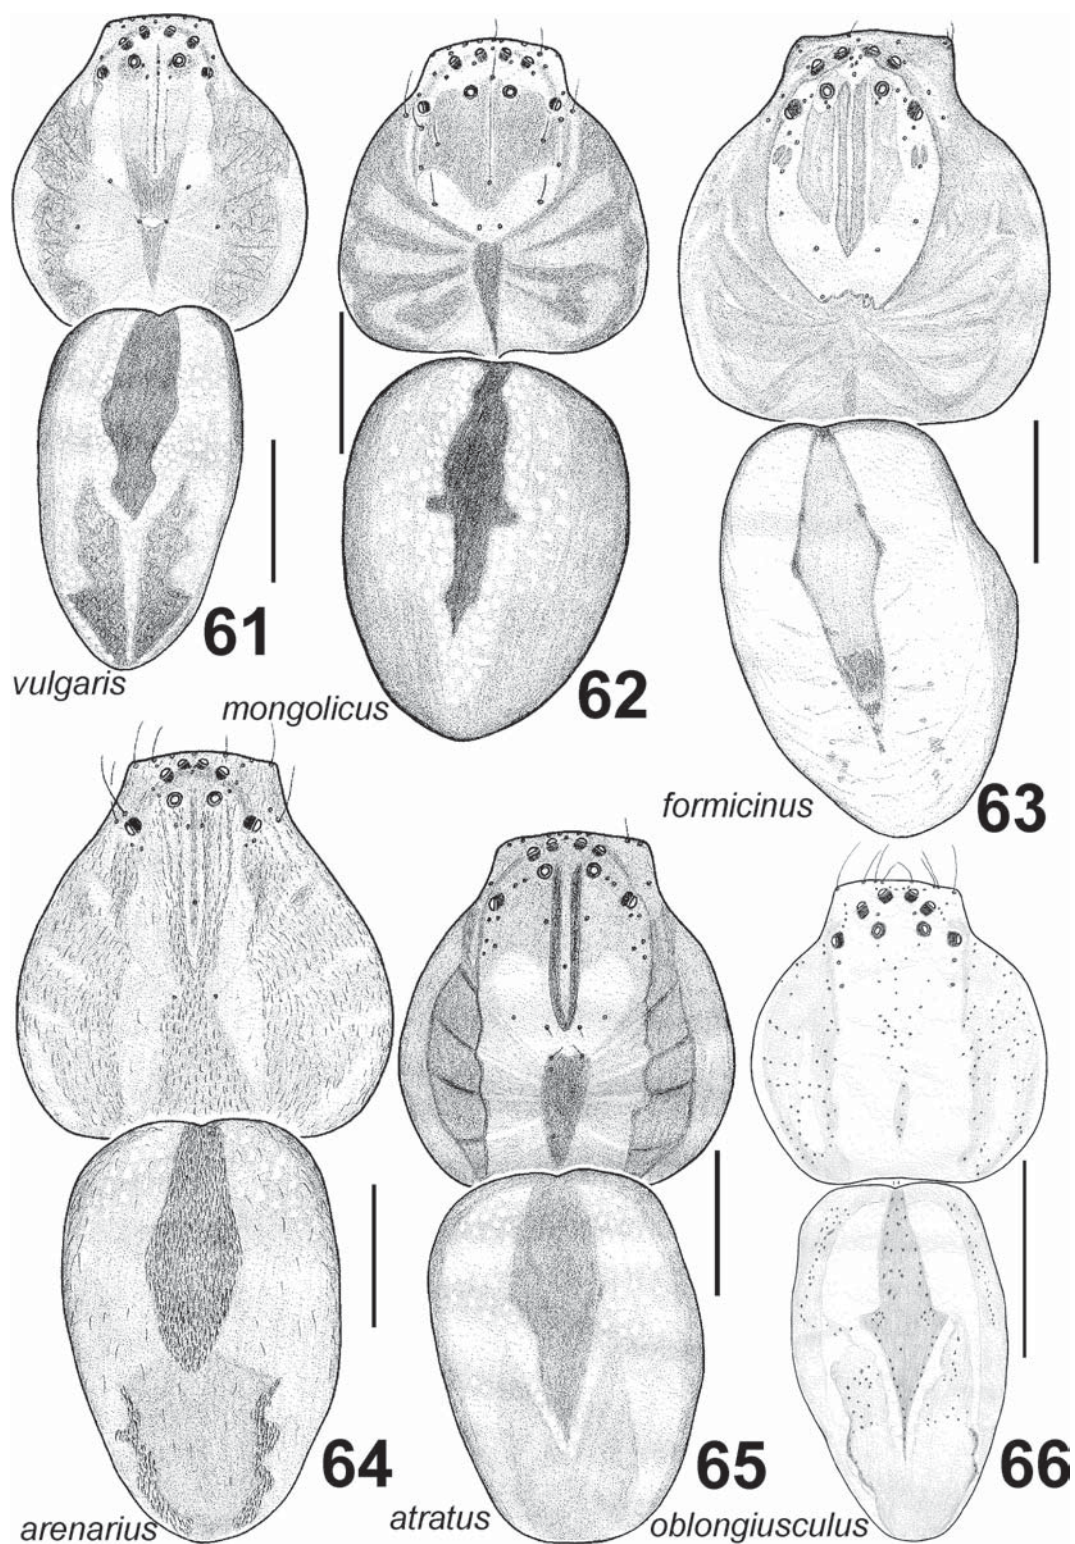 61
vulgaris
62
mongolicus
63
formicinus
64
arenarius
65
atratus
66
oblongiusculus